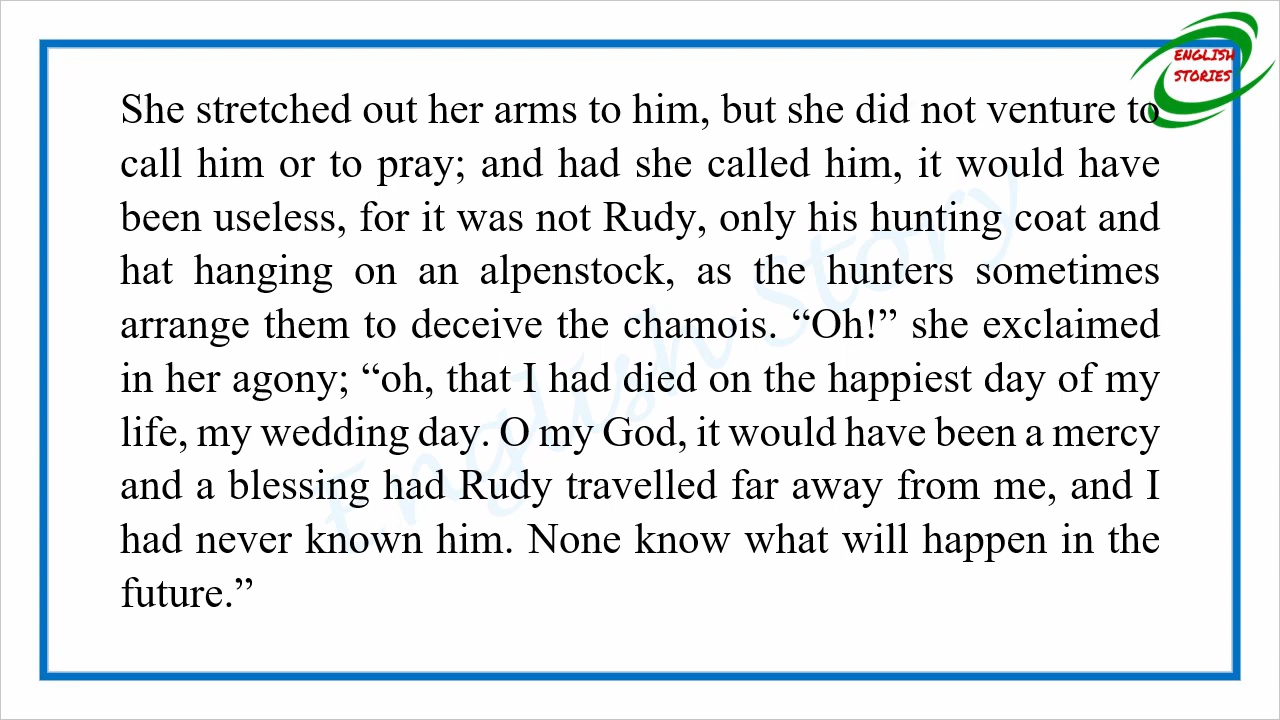 ENGLISH
STORIES
She stretched out her arms to him, but she did not venture to
call him or to pray; and had she called him, it would have
been useless, for it was not Rudy, only his hunting coat and
hat hanging on an alpenstock, as the hunters sometimes
arrange them to deceive the chamois. “Oh!” she exclaimed
in her agony; “oh, that I had died on the happiest day of my
life, my wedding day. O my God, it would have been a mercy
and a blessing had Rudy travelled far away from me, and I
had never known him. None know what will happen in the
future.”
English Story